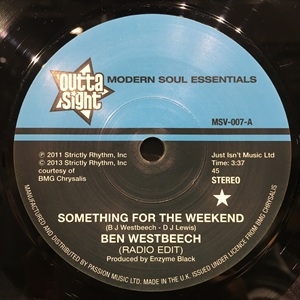 outta
sight
MODERN SOUL ESSENTIALS
MSV-007-A
℗ 2011 Strictly Rhythm, Inc
© 2013 Strictly Rhythm, Inc
courtesy of
BMG Chrysalis
Just Isn't Music Ltd
Time: 3:37
45
STEREO
SOMETHING FOR THE WEEKEND
(B J Westbeech - D J Lewis)
BEN WESTBEECH
(RADIO EDIT)
Produced by Enzyme Black
MANUFACTURED AND DISTRIBUTED BY PASSION MUSIC LTD. MADE IN THE U.K. ISSUED UNDER LICENCE FROM BMG CHRYSALIS